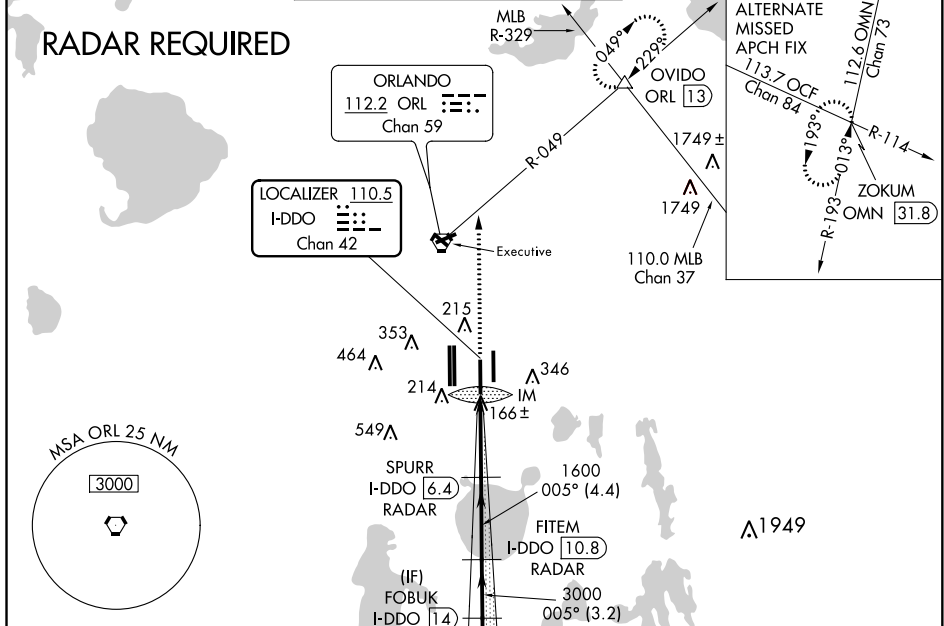 RADAR REQUIRED
ORLANDO
112.2 ORL
Chan 59
LOCALIZER 110.5
I-DDO
Chan 42
Executive
MLB
R-329
049°
229°
OVIDO
ORL 13
R-049
1749 ±
1749
110.0 MLB
Chan 37
ALTERNATE
MISSED
APCH FIX
113.7 OCF
Chan 84
112.6 OMN
Chan 73
193°
013°
R-114
R-193
ZOKUM
OMN 31.8
215
353
464
214
346
IM
166 ±
549
MSA ORL 25 NM
3000
SPURR
I-DDO 6.4
RADAR
1600
005° (4.4)
FITEM
I-DDO 10.8
RADAR
1949
(IF)
FOBUK
I-DDO 14
3000
005° (3.2)